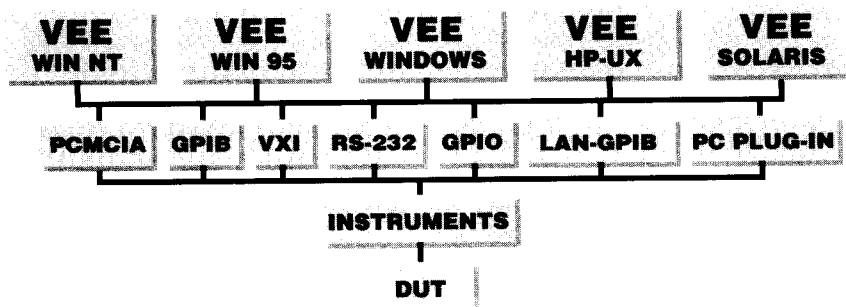 VEE VEE VEE VEE VEE
WIN NT WIN 95 WINDOWS HP-UX SOLARIS
PCMCIA GPIB VXI RS-232 GPIO LAN-GPIB PC PLUG-IN
INSTRUMENTS
DUT